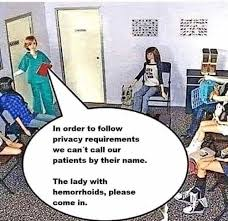 In order to follow
privacy requirements
we can´t call our
patients by their name.
The lady with
hemorrhoids, please
come in.